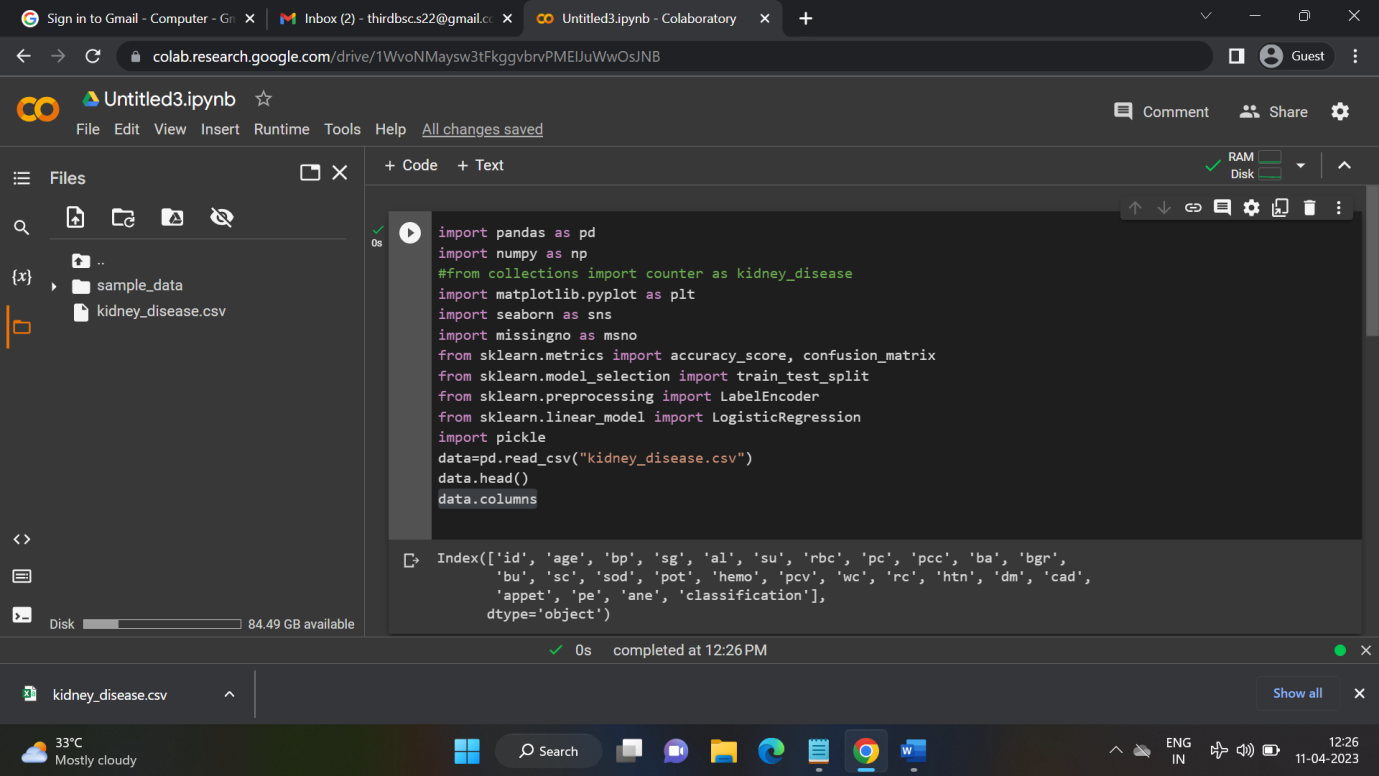 Sign in to Gmail - Computer - Gm
Inbox (2) - thirdbsc.s22@gmail.co
Untitled3.ipynb - Colaboratory
colab.research.google.com/drive/1WvoNMaysw3tFkggvbrvPMEIJuWwOsJNB
Guest
Untitled3.ipynb
Comment
Share
File Edit View Insert Runtime Tools Help All changes saved
Files
+ Code + Text
RAM
Disk
..
sample_data
kidney_disease.csv
{x}
0s
import pandas as pd
import numpy as np
#from collections import counter as kidney_disease
import matplotlib.pyplot as plt
import seaborn as sns
import missingno as msno
from sklearn.metrics import accuracy_score, confusion_matrix
from sklearn.model_selection import train_test_split
from sklearn.preprocessing import LabelEncoder
from sklearn.linear_model import LogisticRegression
import pickle
data=pd.read_csv("kidney_disease.csv")
data.head()
data.columns
Index(['id', 'age', 'bp', 'sg', 'al', 'su', 'rbc', 'pc', 'pcc', 'ba', 'bgr',
'bu', 'sc', 'sod', 'pot', 'hemo', 'pcv', 'wc', 'rc', 'htn', 'dm', 'cad',
'appet', 'pe', 'ane', 'classification'],
dtype='object')
Disk 84.49 GB available
0s completed at 12:26 PM
kidney_disease.csv
Show all
33°C
Mostly cloudy
Search
ENG
IN
12:26
11-04-2023